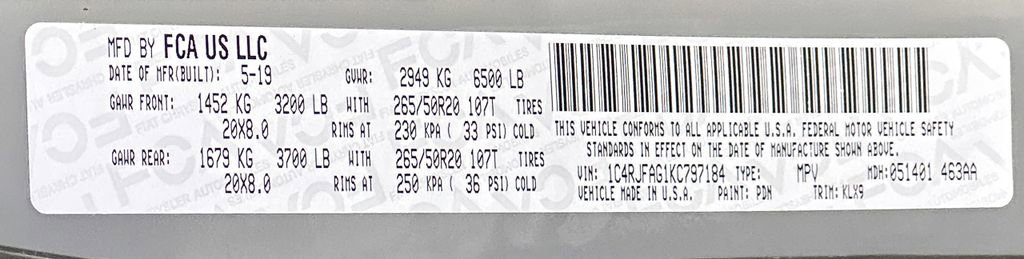 MFD BY FCA US LLC
DATE OF MFR(BUILT): 5-19 GVWR: 2949 KG 6500 LB
GAWR FRONT: 1452 KG 3200 LB WITH 265/50R20 107T TIRES
20X8.0 RIMS AT 230 KPA ( 33 PSI) COLD
GAWR REAR: 1679 KG 3700 LB WITH 265/50R20 107T TIRES
20X8.0 RIMS AT 250 KPA ( 36 PSI) COLD
THIS VEHICLE CONFORMS TO ALL APPLICABLE U.S.A. FEDERAL MOTOR VEHICLE SAFETY
STANDARDS IN EFFECT ON THE DATE OF MANUFACTURE SHOWN ABOVE.
VIN: 1C4RJFAG1KC797184 TYPE: MPV MDH: 051401 463AA
VEHICLE MADE IN U.S.A. PAINT: PDN TRIM: KLX9